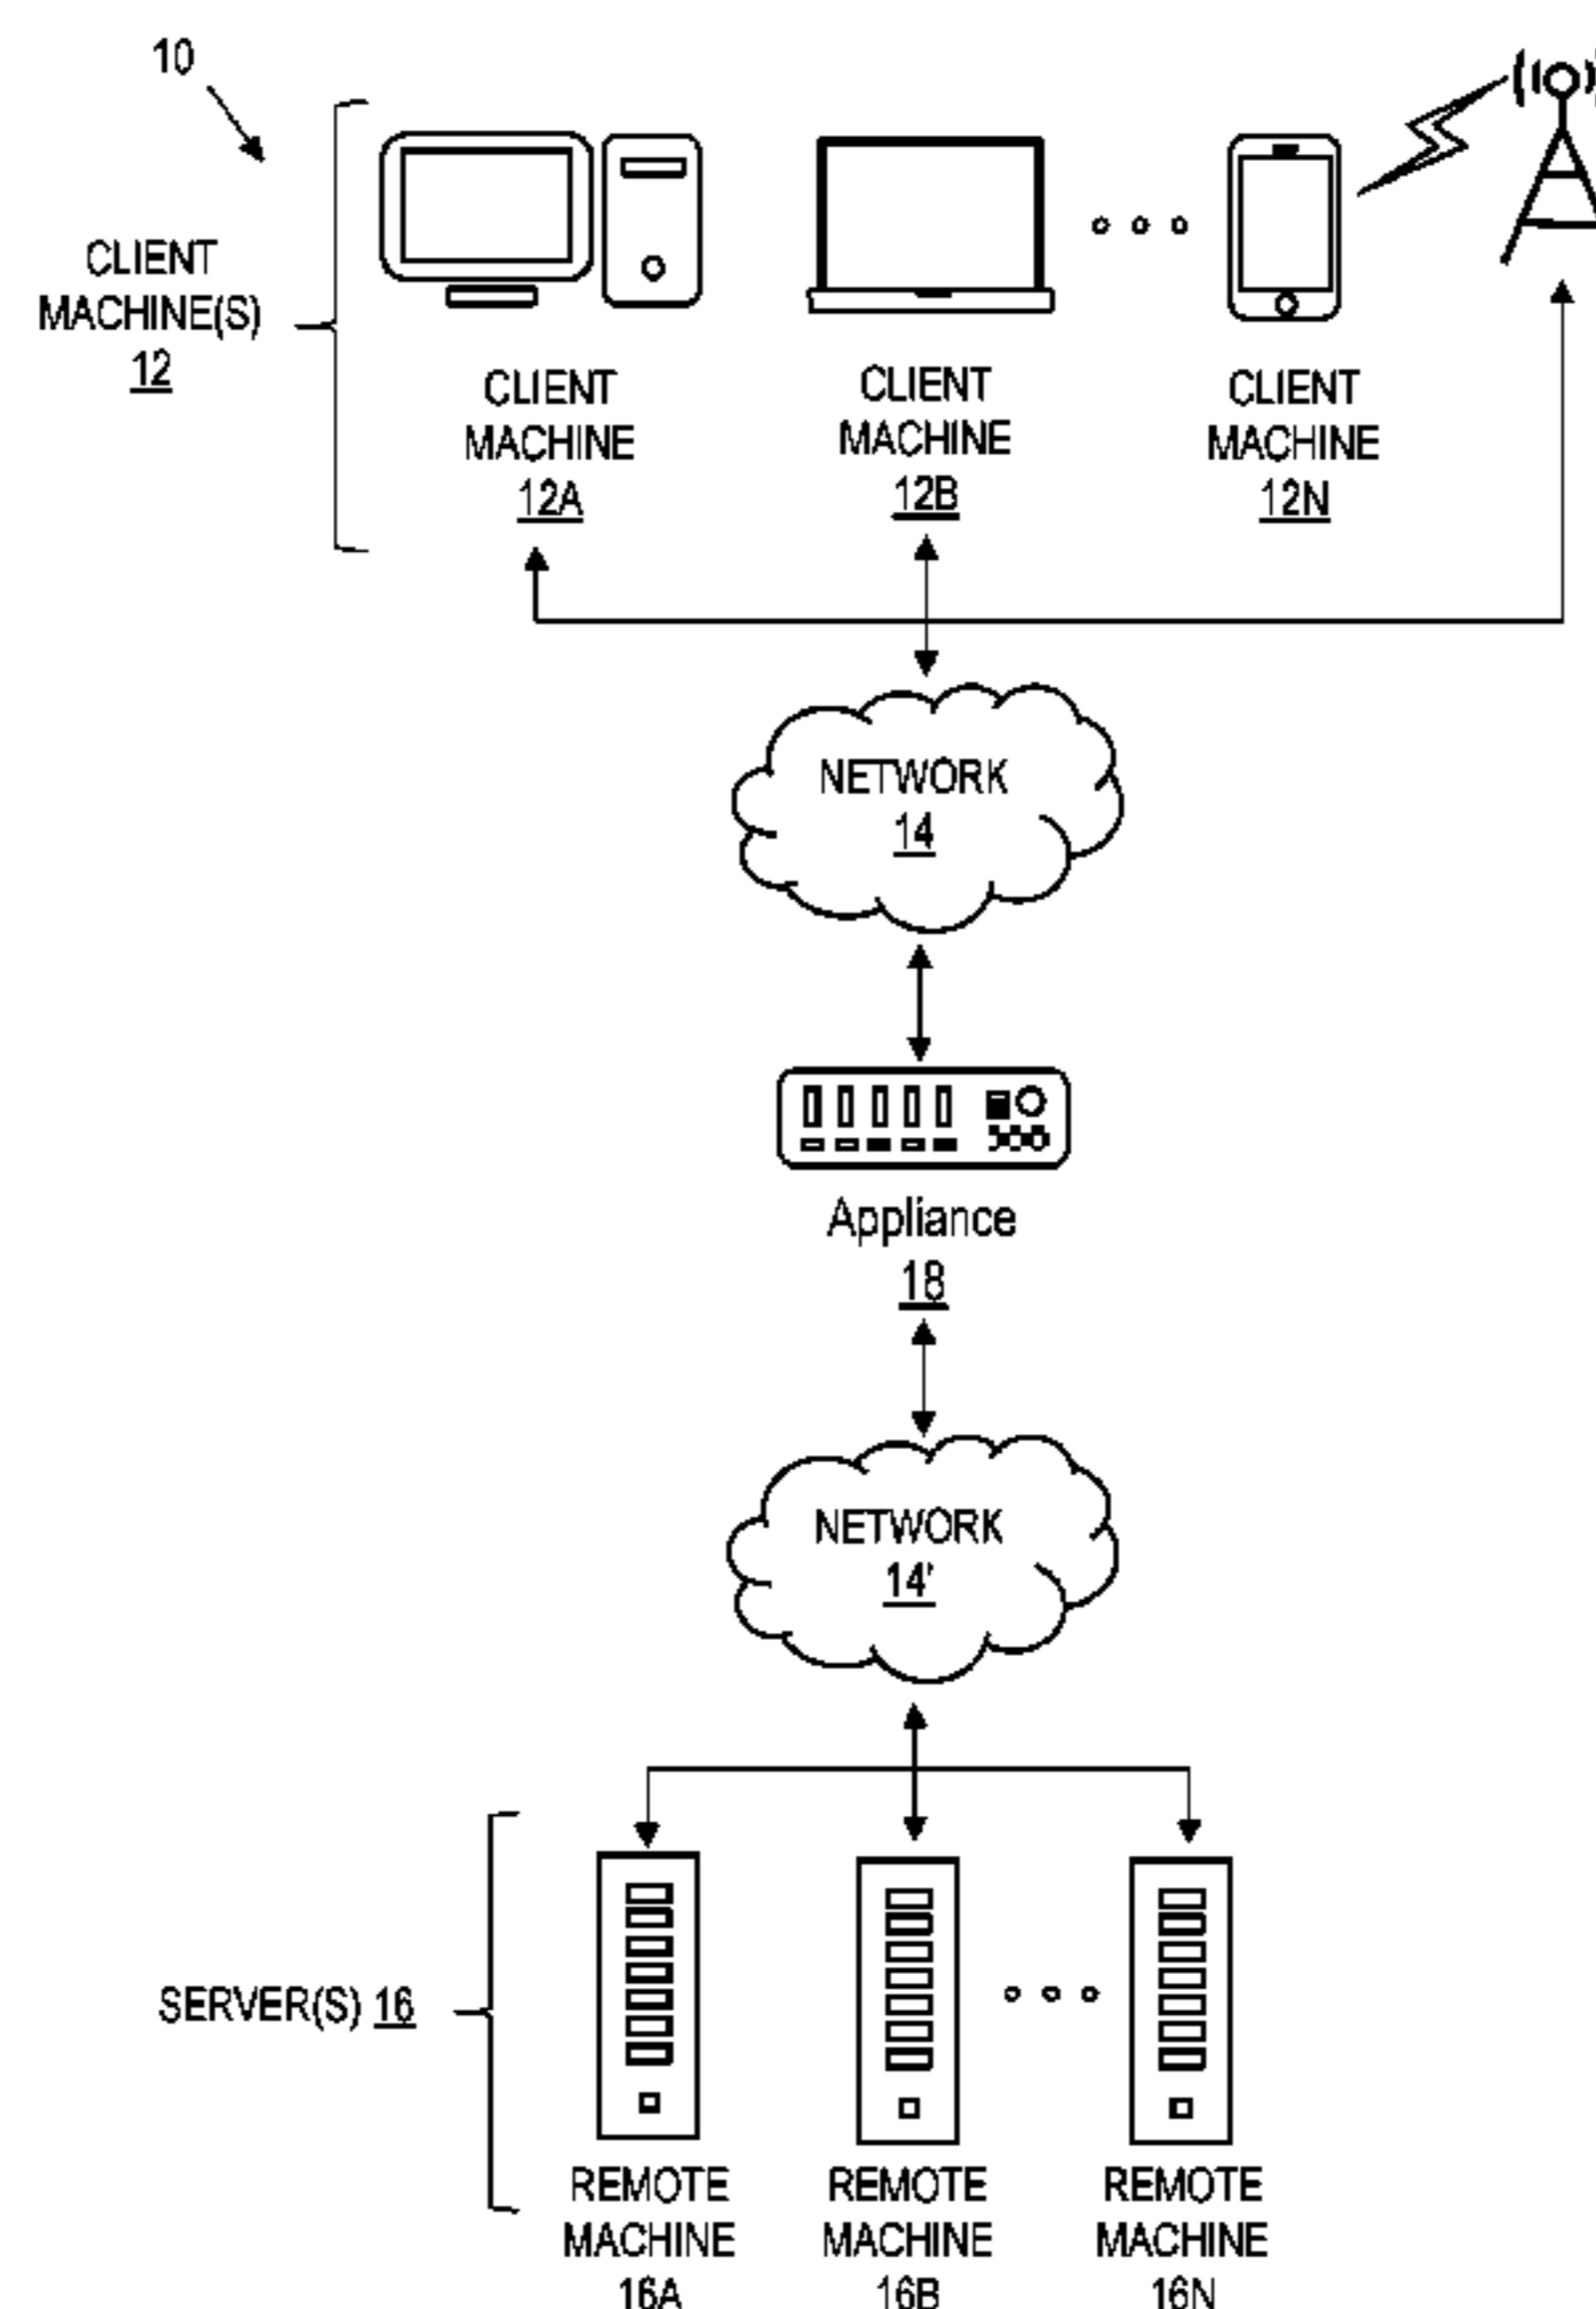 10
CLIENT
MACHINE(S)
12
CLIENT
MACHINE
12A
CLIENT
MACHINE
12B
CLIENT
MACHINE
12N
NETWORK
14
Appliance
18
NETWORK
14'
SERVER(S) 16
REMOTE
MACHINE
16A
REMOTE
MACHINE
16B
REMOTE
MACHINE
16N